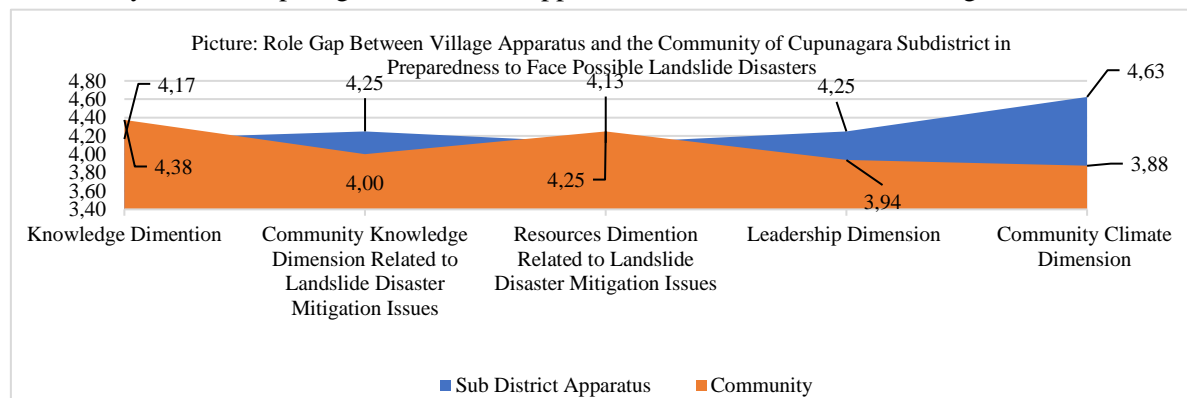 Picture: Role Gap Between Village Apparatus and the Community of Cupunagara Subdistrict in
Preparedness to Face Possible Landslide Disasters
4,80
4,60
4,40
4,20
4,00
3,80
3,60
3,40
4,17
4,25
4,13
4,25
4,63
4,38
4,00
4,25
3,94
3,88
Knowledge Dimention
Community Knowledge
Dimension Related to
Landslide Disaster
Mitigation Issues
Resources Dimention
Related to Landslide
Disaster Mitigation Issues
Leadership Dimension
Community Climate
Dimension
Sub District Apparatus
Community